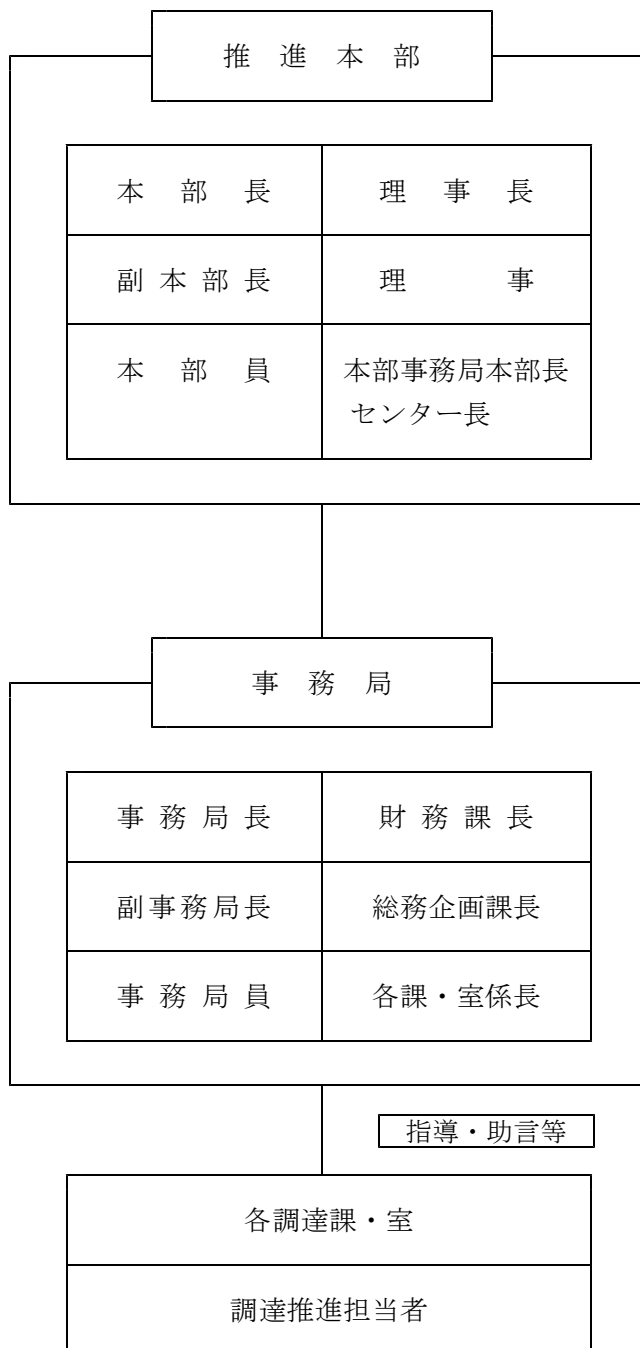 推進本部
本部長 理事長
副本部長 理事
本部員 本部事務局本部長
センター長
事務局
事務局長 財務課長
副事務局長 総務企画課長
事務局員 各課・室係長
指導・助言等
各調達課・室
調達推進担当者